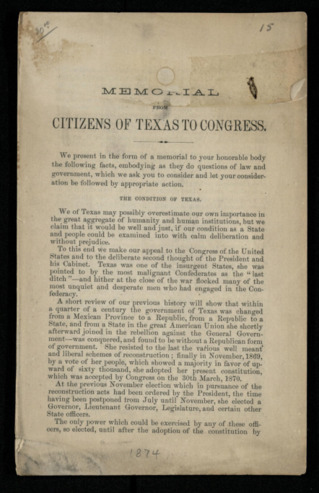 15
MEMORIAL
FROM
CITIZENS OF TEXAS TO CONGRESS.
We present in the form of a memorial to your honorable body
the following facts, embodying as they do questions of law and
government, which we ask you to consider and let your consider-
ation be followed by appropriate action.
THE CONDITION OF TEXAS.
We of Texas may possibly overestimate our own importance in
the great aggregate of humanity and human institutions, but we
claim that it would be well and just, if our condition as a State
and people could be examined into with calm deliberation and
without prejudice.
To this end we make our appeal to the Congress of the United
States and to the deliberate second thought of the President and
his Cabinet. Texas was one of the insurgent States, she was
pointed to by the most malignant Confederates as the "last
ditch"—and hither at the close of the war flocked many of the
most unquiet and desperate men who had engaged in the Con-
federacy.
A short review of our previous history will show that within
a quarter of a century the government of Texas was changed
from a Mexican Province to a Republic, from a Republic to a
State, and from a State in the great American Union she shortly
afterward joined in the rebellion against the General Govern-
ment—was conquered, and found to be without a Republican form
of government. She resisted to the last the various well meant
and liberal schemes of reconstruction; finally in November, 1869,
by a vote of her people, which showed a majority in favor of up-
ward of sixty thousand, she adopted her present constitution,
which was accepted by Congress on the 30th March, 1870.
At the previous November election which in pursuance of the
reconstruction acts had been ordered by the President, the time
having been postponed from July until November, she elected a
Governor, Lieutenant Governor, Legislature, and certain other
State officers.
The only power which could be exercised by any of these offi-
cers, so elected, until after the adoption of the constitution by
1874